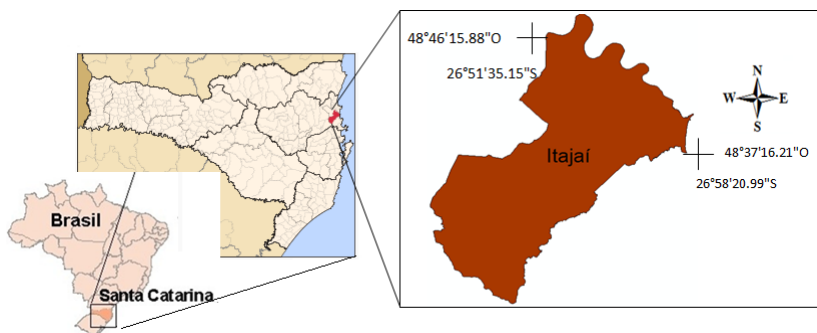 Brasil
Santa Catarina
48°46'15.88"O
26°51'35.15"S
Itajaí
N
W E
S
48°37'16.21"O
26°58'20.99"S